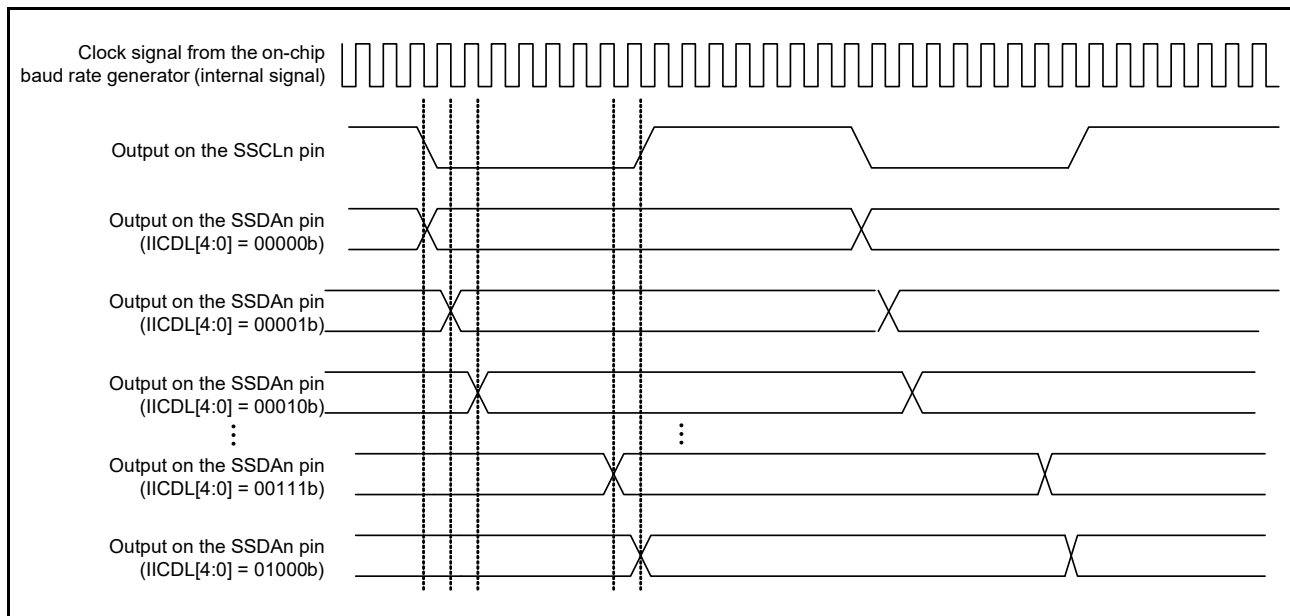 Clock signal from the on-chip
baud rate generator (internal signal)
Output on the SSCLn pin
Output on the SSDAn pin
(IICDL[4:0] = 00000b)
Output on the SSDAn pin
(IICDL[4:0] = 00001b)
Output on the SSDAn pin
(IICDL[4:0] = 00010b)
Output on the SSDAn pin
(IICDL[4:0] = 00111b)
Output on the SSDAn pin
(IICDL[4:0] = 01000b)